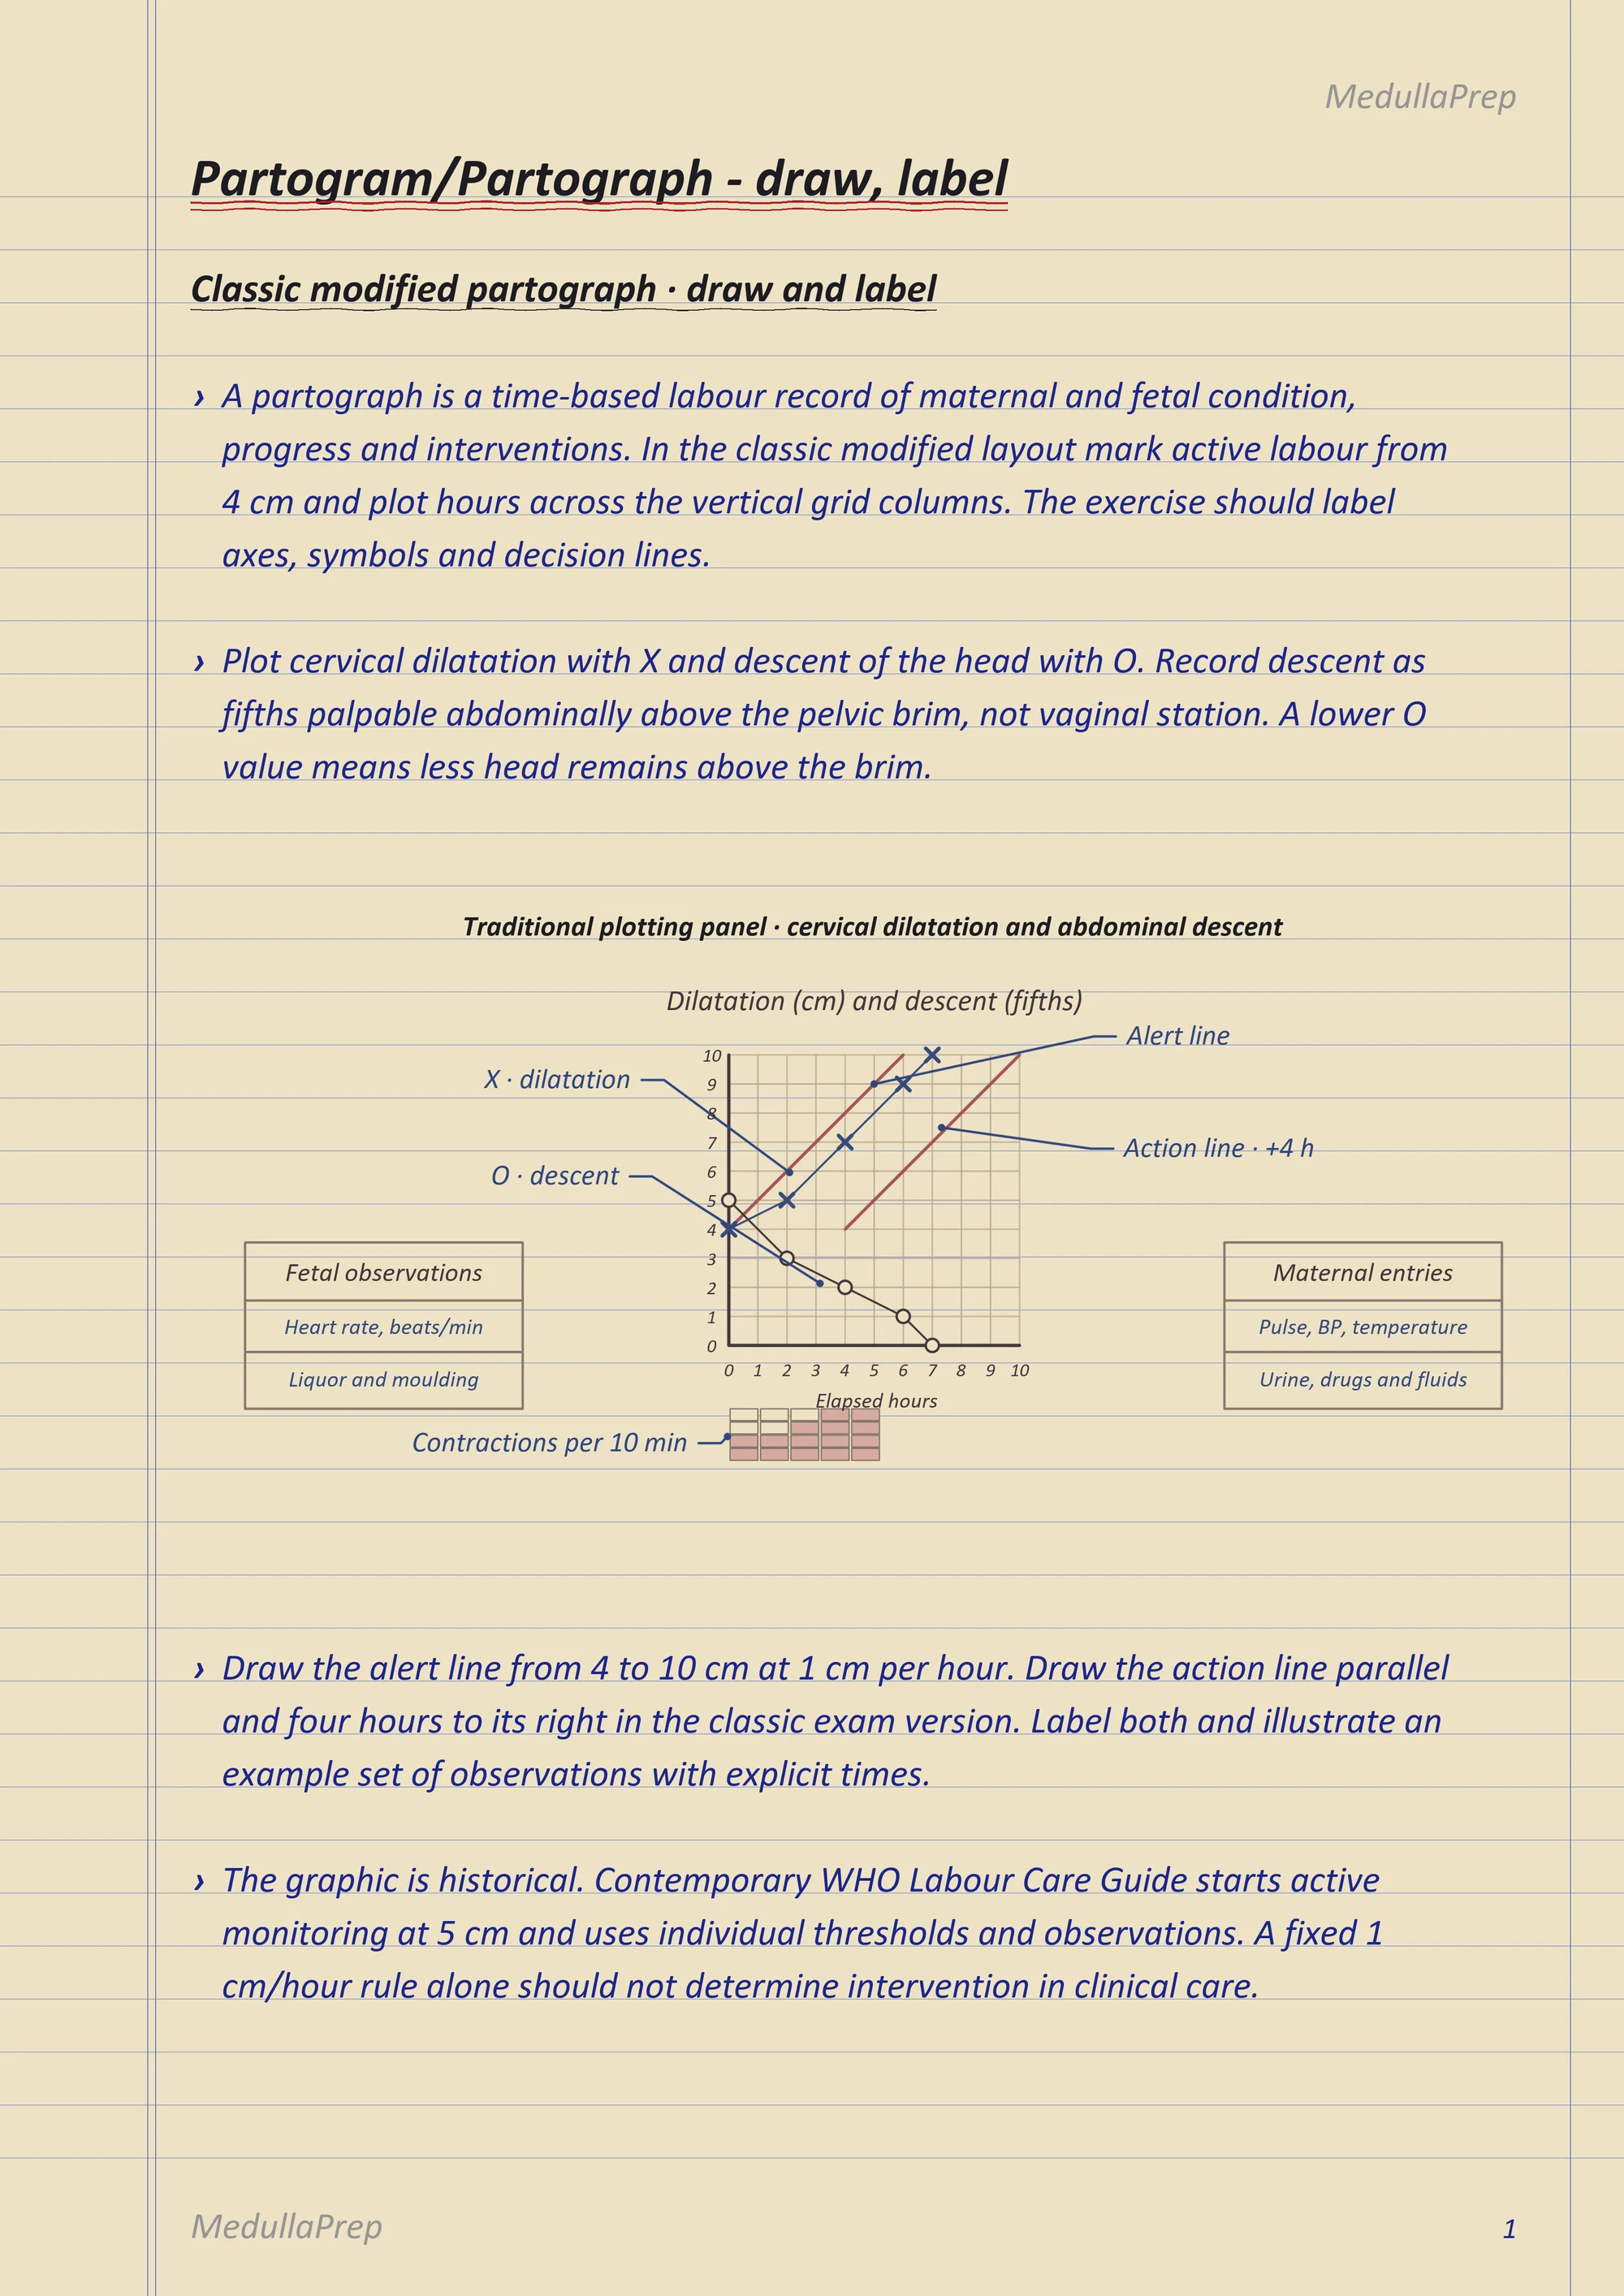 MedullaPrep
Partogram/Partograph - draw, label
Classic modified partograph · draw and label
› A partograph is a time-based labour record of maternal and fetal condition,
progress and interventions. In the classic modified layout mark active labour from
4 cm and plot hours across the vertical grid columns. The exercise should label
axes, symbols and decision lines.
› Plot cervical dilatation with X and descent of the head with O. Record descent as
fifths palpable abdominally above the pelvic brim, not vaginal station. A lower O
value means less head remains above the brim.
Traditional plotting panel · cervical dilatation and abdominal descent
Dilatation (cm) and descent (fifths)
Alert line
X · dilatation
Action line · +4 h
O · descent
10
9
8
7
6
5
4
3
2
1
0
0 1 2 3 4 5 6 7 8 9 10
Elapsed hours
Fetal observations
Heart rate, beats/min
Liquor and moulding
Maternal entries
Pulse, BP, temperature
Urine, drugs and fluids
Contractions per 10 min
› Draw the alert line from 4 to 10 cm at 1 cm per hour. Draw the action line parallel
and four hours to its right in the classic exam version. Label both and illustrate an
example set of observations with explicit times.
› The graphic is historical. Contemporary WHO Labour Care Guide starts active
monitoring at 5 cm and uses individual thresholds and observations. A fixed 1
cm/hour rule alone should not determine intervention in clinical care.
MedullaPrep
1